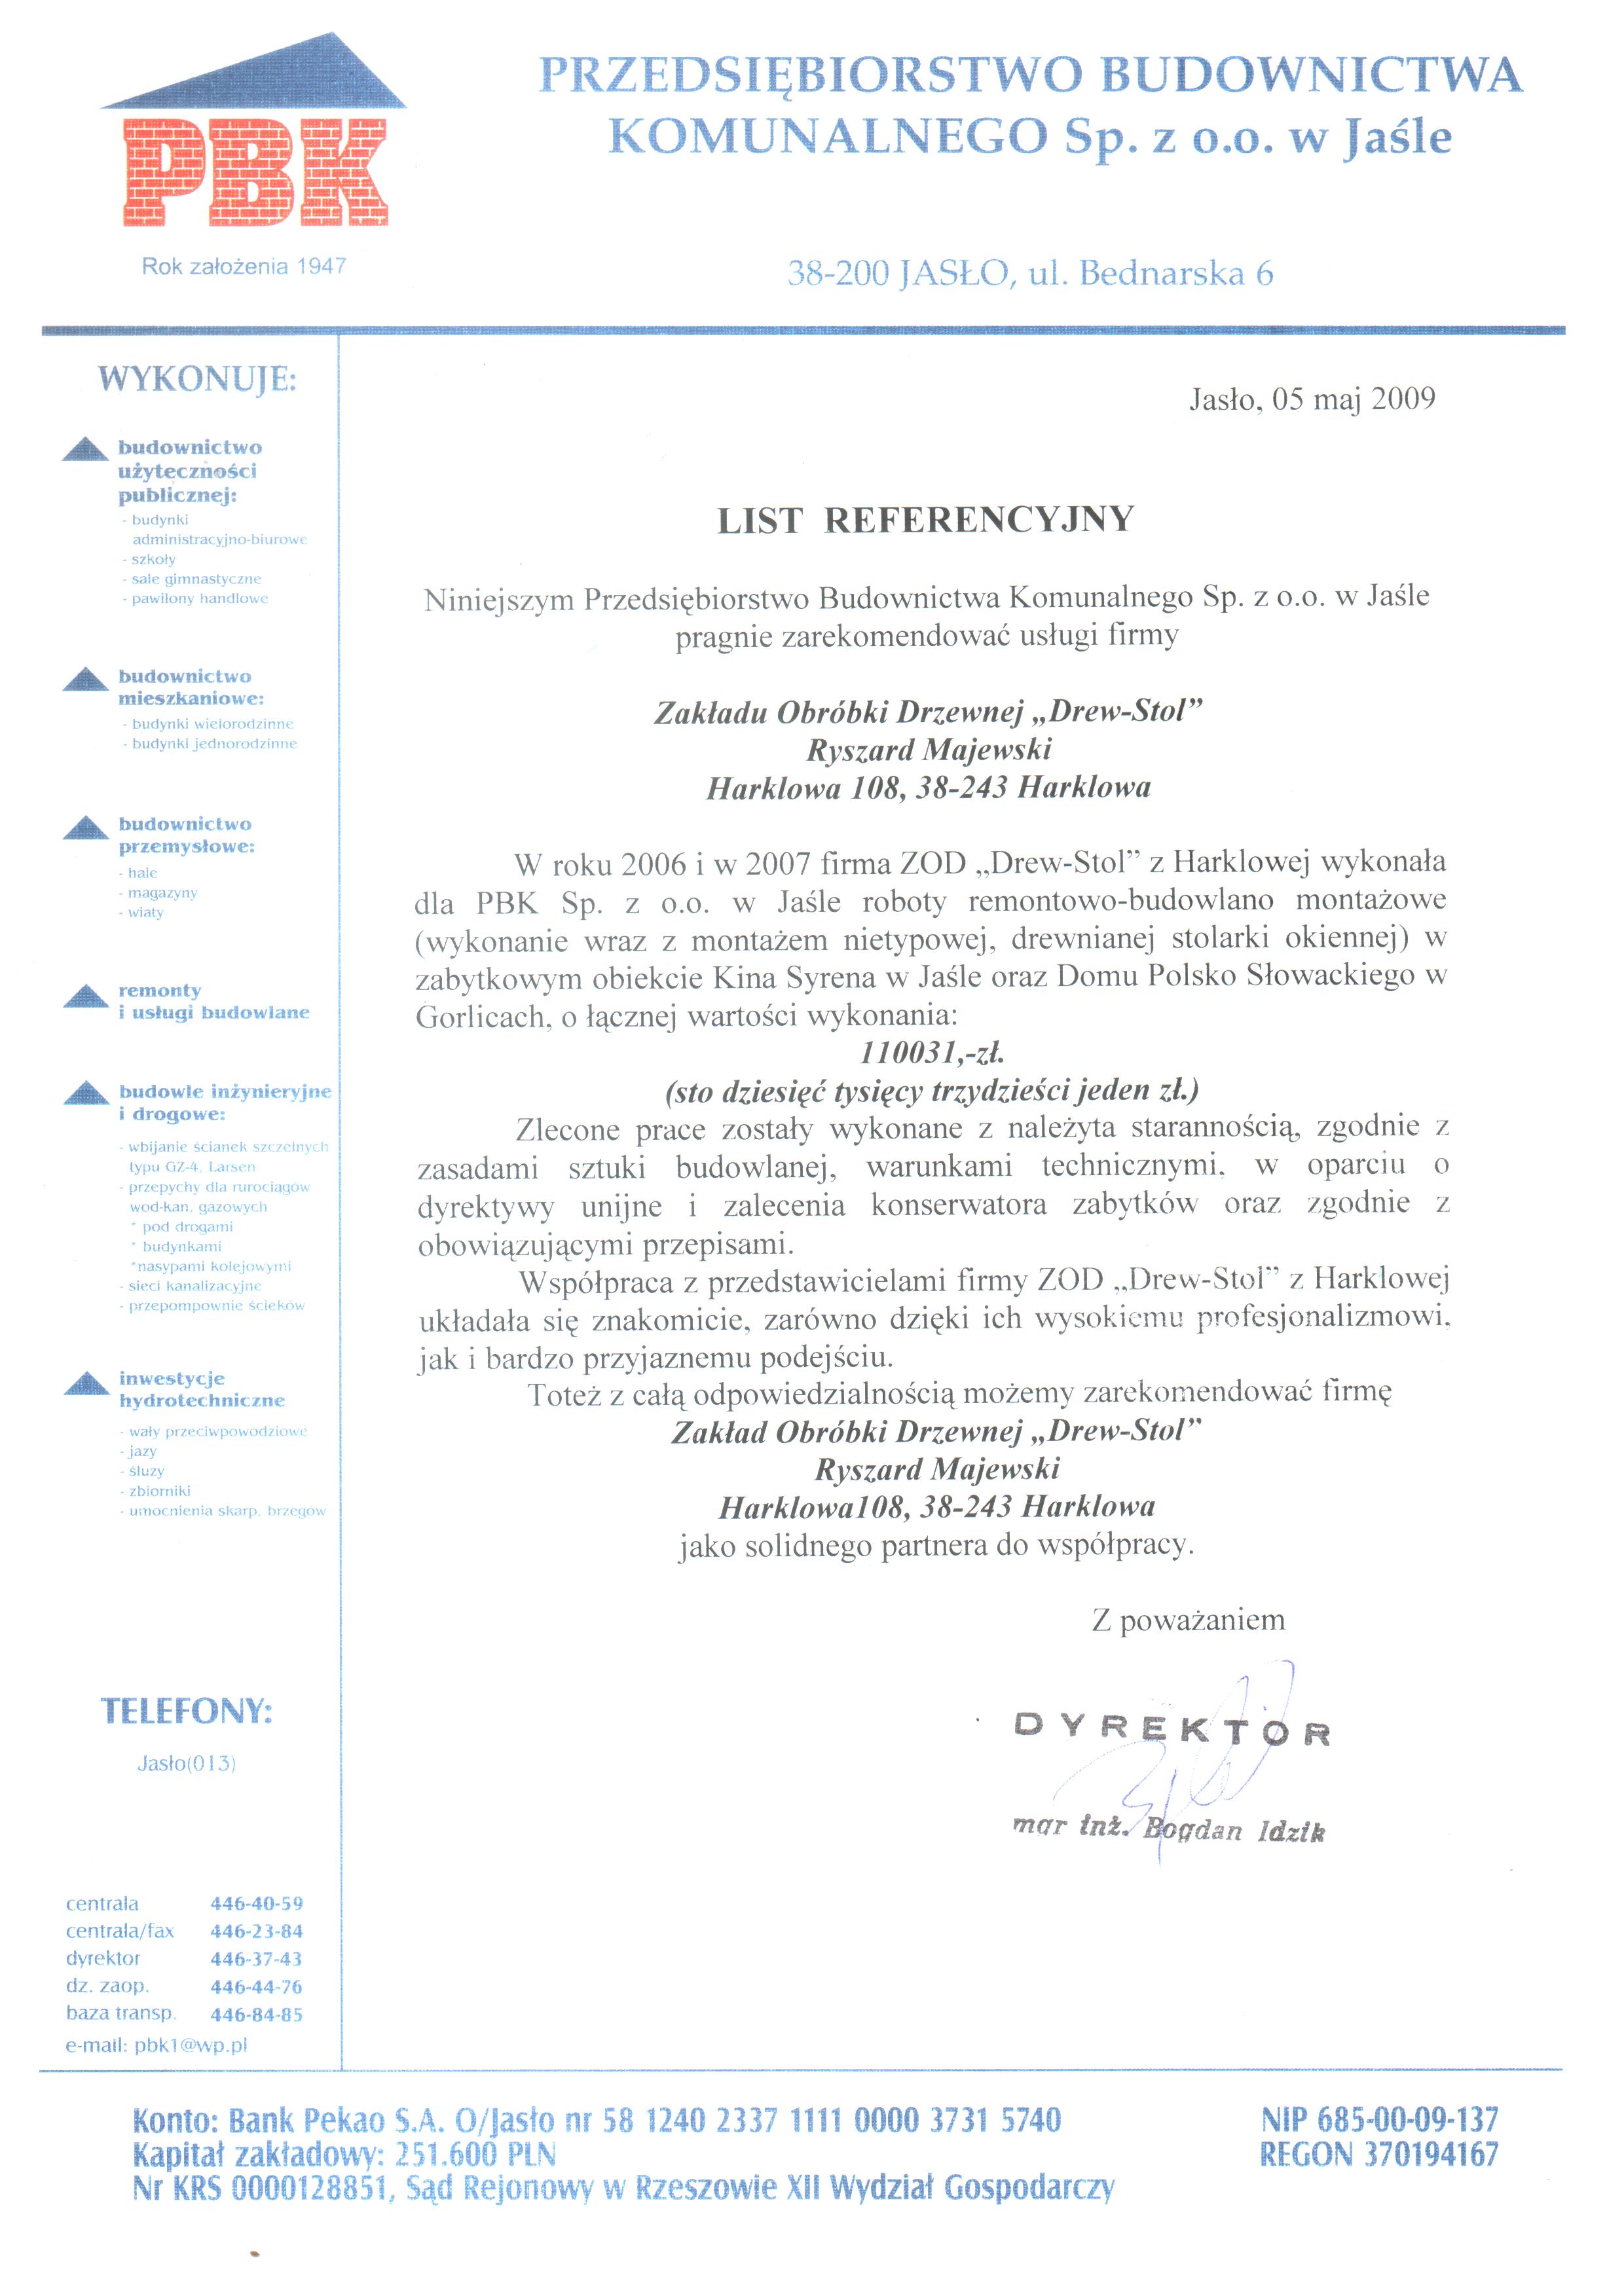 PBK
Rok założenia 1947
PRZEDSIĘBIORSTWO BUDOWNICTWA
KOMUNALNEGO Sp. z o.o. w Jaśle
38-200 JASŁO, ul. Bednarska 6
WYKONUJE:
budownictwo
użyteczności
publicznej:
- budynki
administracyjno-biurowe
- szkoły
- sale gimnastyczne
- pawilony handlowe
budownictwo
mieszkaniowe:
- budynki wielorodzinne
- budynki jednorodzinne
budownictwo
przemysłowe:
- hale
- magazyny
- wiaty
remonty
i usługi budowlane
budowle inżynieryjne
i drogowe:
- wbijanie ścianek szczelnych
typu GZ-4, Larsen
- przepychy dla rurociągów
wod-kan, gazowych
* pod drogami
* budynkami
*nasypami kolejowymi
- sieci kanalizacyjne
- przepompownie ścieków
inwestycje
hydrotechniczne
- wały przeciwpowodziowe
- jazy
- śluzy
- zbiorniki
- umocnienia skarp, brzegów
TELEFONY:
Jasło(013)
centrala 446-40-59
centrala/fax 446-23-84
dyrektor 446-37-43
dz. zaop. 446-44-76
baza transp. 446-84-85
e-mail: pbk1@wp.pl
Jasło, 05 maj 2009
LIST REFERENCYJNY
Niniejszym Przedsiębiorstwo Budownictwa Komunalnego Sp. z o.o. w Jaśle
pragnie zarekomendować usługi firmy
Zakładu Obróbki Drzewnej „Drew-Stol”
Ryszard Majewski
Harklowa 108, 38-243 Harklowa
W roku 2006 i w 2007 firma ZOD „Drew-Stol” z Harklowej wykonała
dla PBK Sp. z o.o. w Jaśle roboty remontowo-budowlano montażowe
(wykonanie wraz z montażem nietypowej, drewnianej stolarki okiennej) w
zabytkowym obiekcie Kina Syrena w Jaśle oraz Domu Polsko Słowackiego w
Gorlicach, o łącznej wartości wykonania:
110031,-zł.
(sto dziesięć tysięcy trzydzieści jeden zł.)
Zlecone prace zostały wykonane z należyta starannością, zgodnie z
zasadami sztuki budowlanej, warunkami technicznymi, w oparciu o
dyrektywy unijne i zalecenia konserwatora zabytków oraz zgodnie z
obowiązującymi przepisami.
Współpraca z przedstawicielami firmy ZOD „Drew-Stol” z Harklowej
układała się znakomicie, zarówno dzięki ich wysokiemu profesjonalizmowi,
jak i bardzo przyjaznemu podejściu.
Toteż z całą odpowiedzialnością możemy zarekomendować firmę
Zakład Obróbki Drzewnej „Drew-Stol”
Ryszard Majewski
Harklowa108, 38-243 Harklowa
jako solidnego partnera do współpracy.
Z poważaniem
DYREKTOR
mgr inż. Bogdan Idzik
Konto: Bank Pekao S.A. O/Jasło nr 58 1240 2337 1111 0000 3731 5740
Kapitał zakładowy: 251.600 PLN
Nr KRS 0000128851, Sąd Rejonowy w Rzeszowie XII Wydział Gospodarczy
NIP 685-00-09-137
REGON 370194167